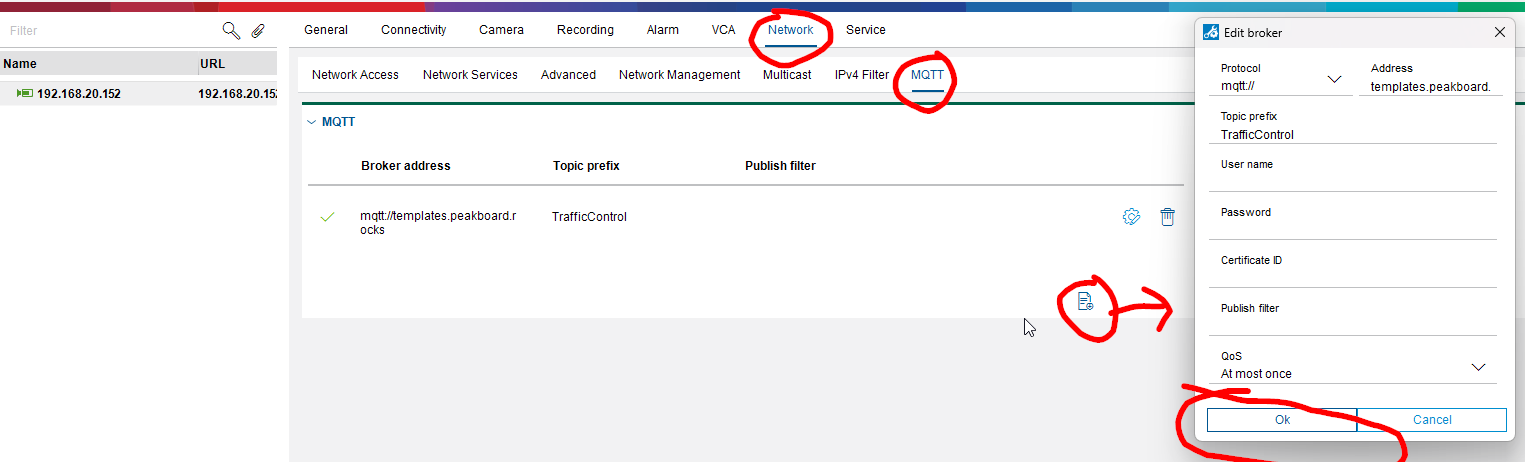 Filter
Name URL
192.168.20.152 192.168.20.15
General Connectivity Camera Recording Alarm VCA Network Service
Network Access Network Services Advanced Network Management Multicast IPv4 Filter MQTT
MQTT
Broker address Topic prefix Publish filter
mqtt://templates.peakboard.r TrafficControl
ocks
Edit broker
Protocol Address
mqtt:// templates.peakboard.
Topic prefix
TrafficControl
User name
Password
Certificate ID
Publish filter
QoS
At most once
Ok Cancel